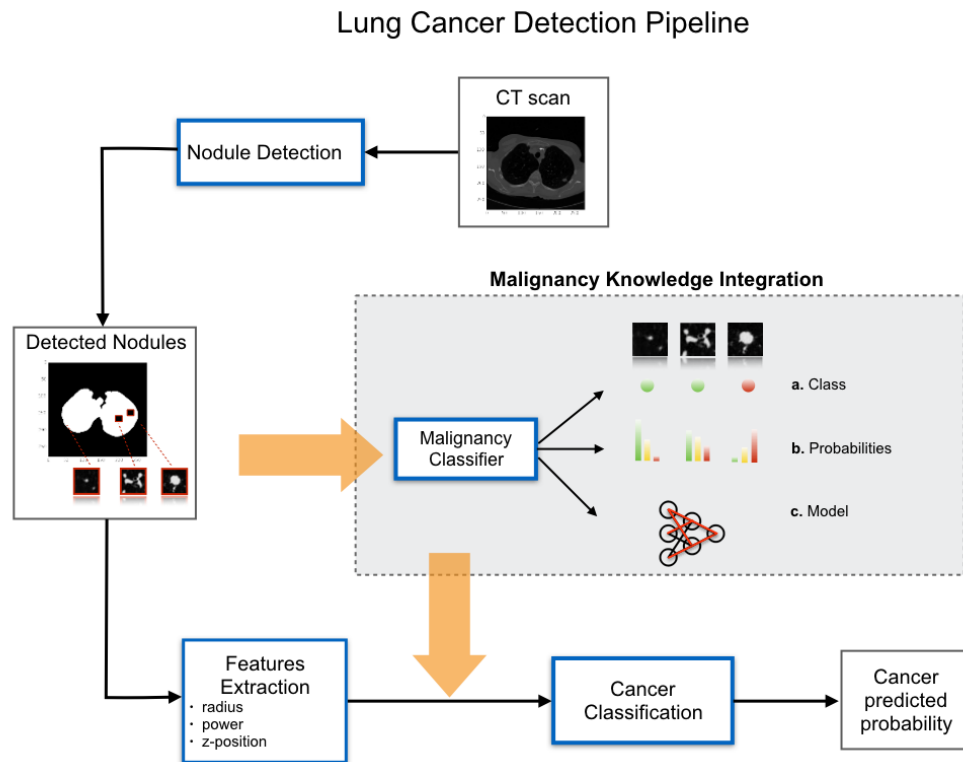 Lung Cancer Detection Pipeline
CT scan
Nodule Detection
Malignancy Knowledge Integration
Detected Nodules
a. Class
Malignancy
Classifier
b. Probabilities
c. Model
Features
Extraction
· radius
· power
· z-position
Cancer
Classification
Cancer
predicted
probability